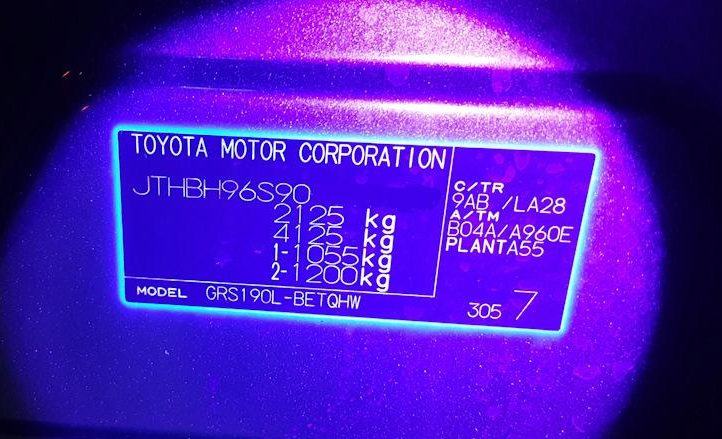 TOYOTA MOTOR CORPORATION
JTHBH96S90
2125 kg
4125 kg
1-1055kg
2-1200kg
C/TR
9AB /LA28
A/TM
B04A/A960E
PLANTA55
MODEL GRS190L-BETQHW
305 7